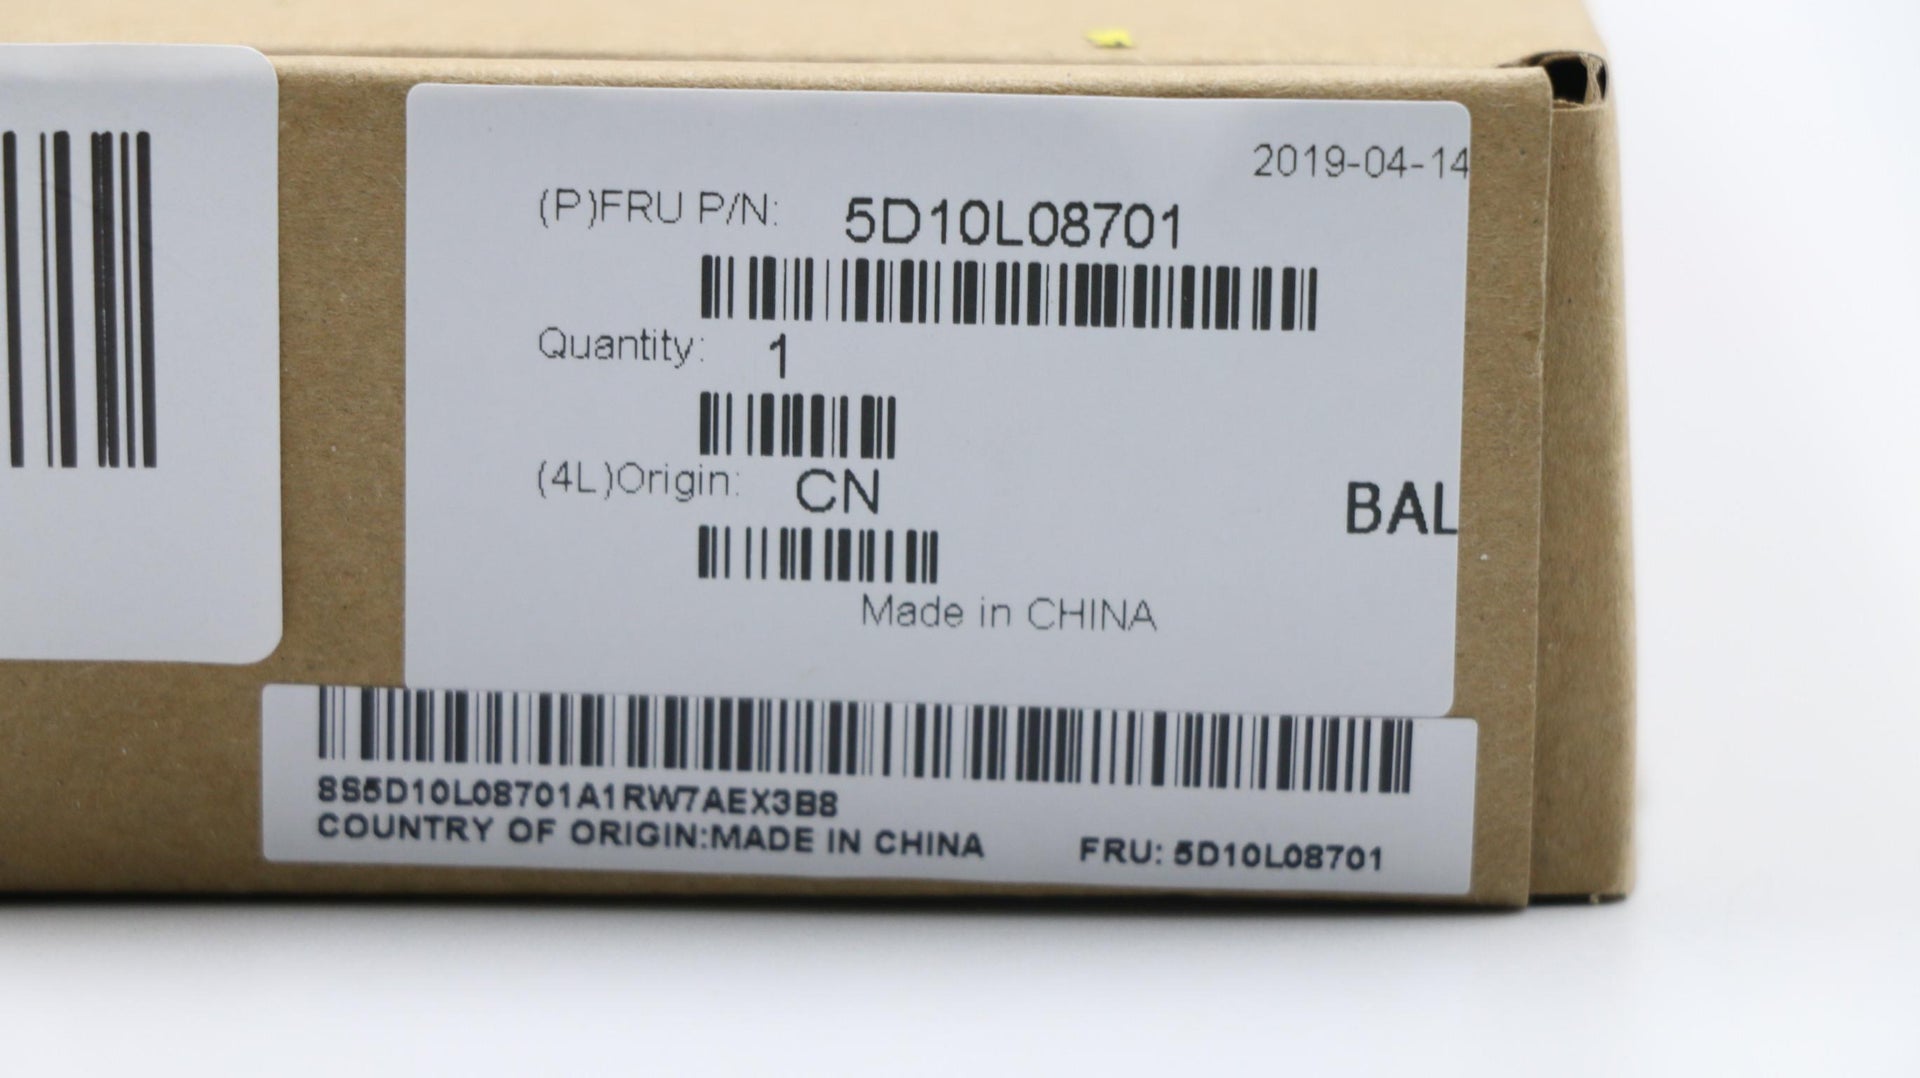 2019-04-14
(P)FRU P/N: 5D10L08701
Quantity: 1
(4L)Origin: CN
BAL
Made in CHINA
8S5D10L08701A1RW7AEX3B8
COUNTRY OF ORIGIN:MADE IN CHINA FRU: 5D10L08701